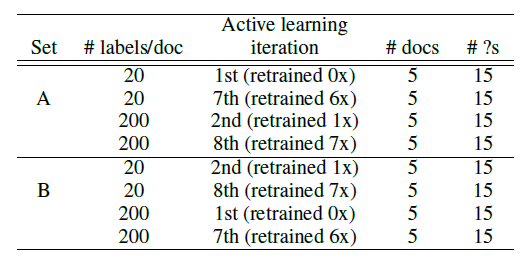 Active learning
Set # labels/doc iteration # docs # ?s
20 1st (retrained 0x) 5 15
A 20 7th (retrained 6x) 5 15
200 2nd (retrained 1x) 5 15
200 8th (retrained 7x) 5 15
20 2nd (retrained 1x) 5 15
B 20 8th (retrained 7x) 5 15
200 1st (retrained 0x) 5 15
200 7th (retrained 6x) 5 15